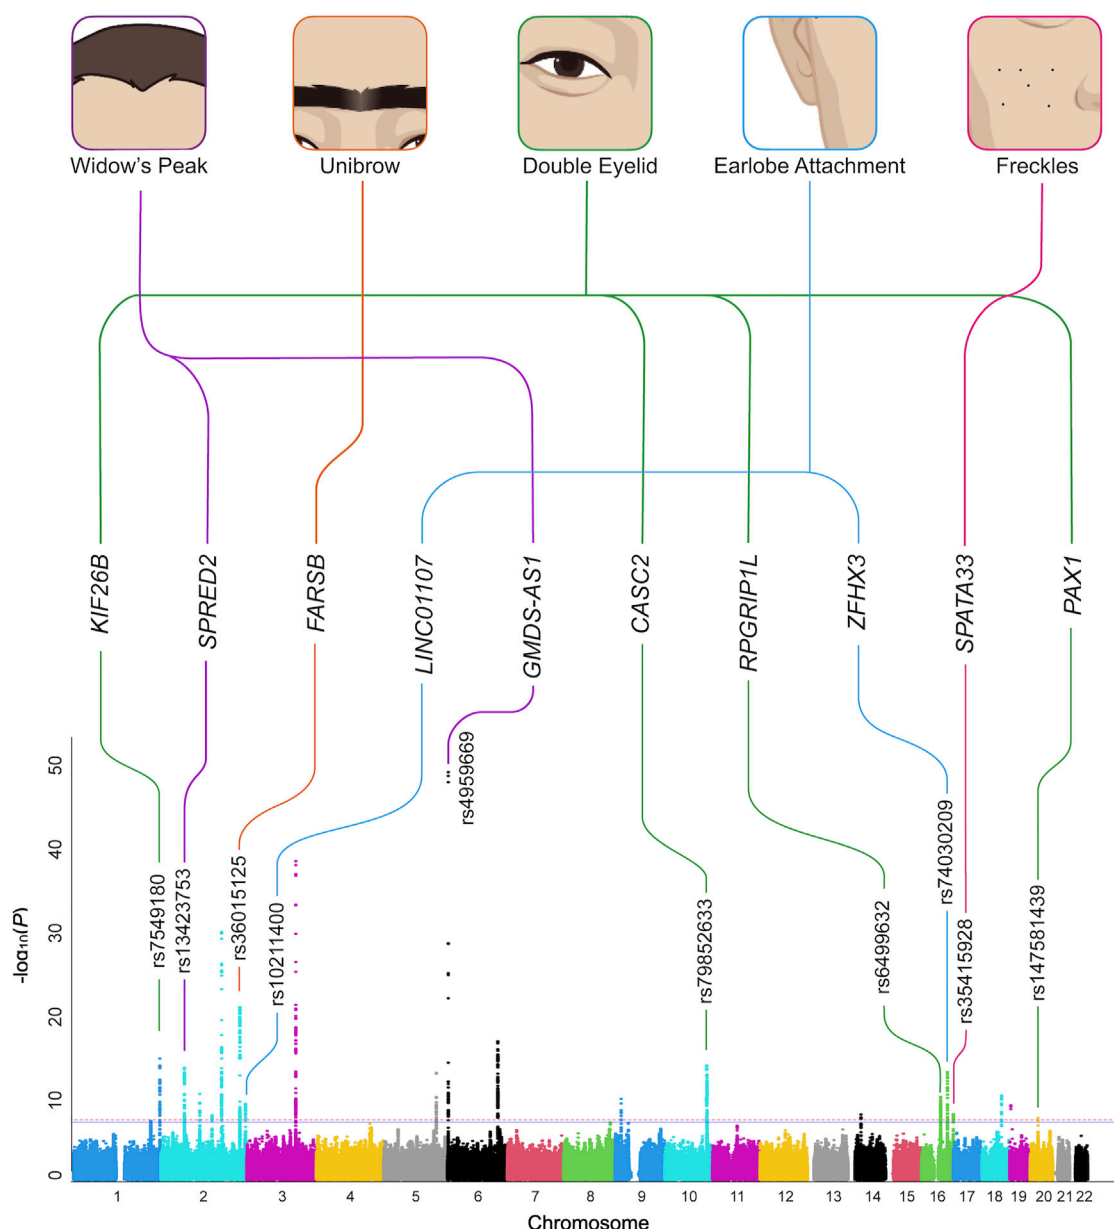 Widow's Peak
Unibrow
Double Eyelid
Earlobe Attachment
Freckles
KIF26B
SPRED2
FARSB
LINC01107
GMDS-AS1
CASC2
RPGRIP1L
ZFHX3
SPATA33
PAX1
rs7549180
rs13423753
rs36015125
rs10211400
rs4959669
rs79852633
rs6499632
rs74030209
rs35415928
rs147581439
-log₁₀(P)
50
40
30
20
10
0
1 2 3 4 5 6 7 8 9 10 11 12 13 14 15 16 17 18 19 20 21 22
Chromosome